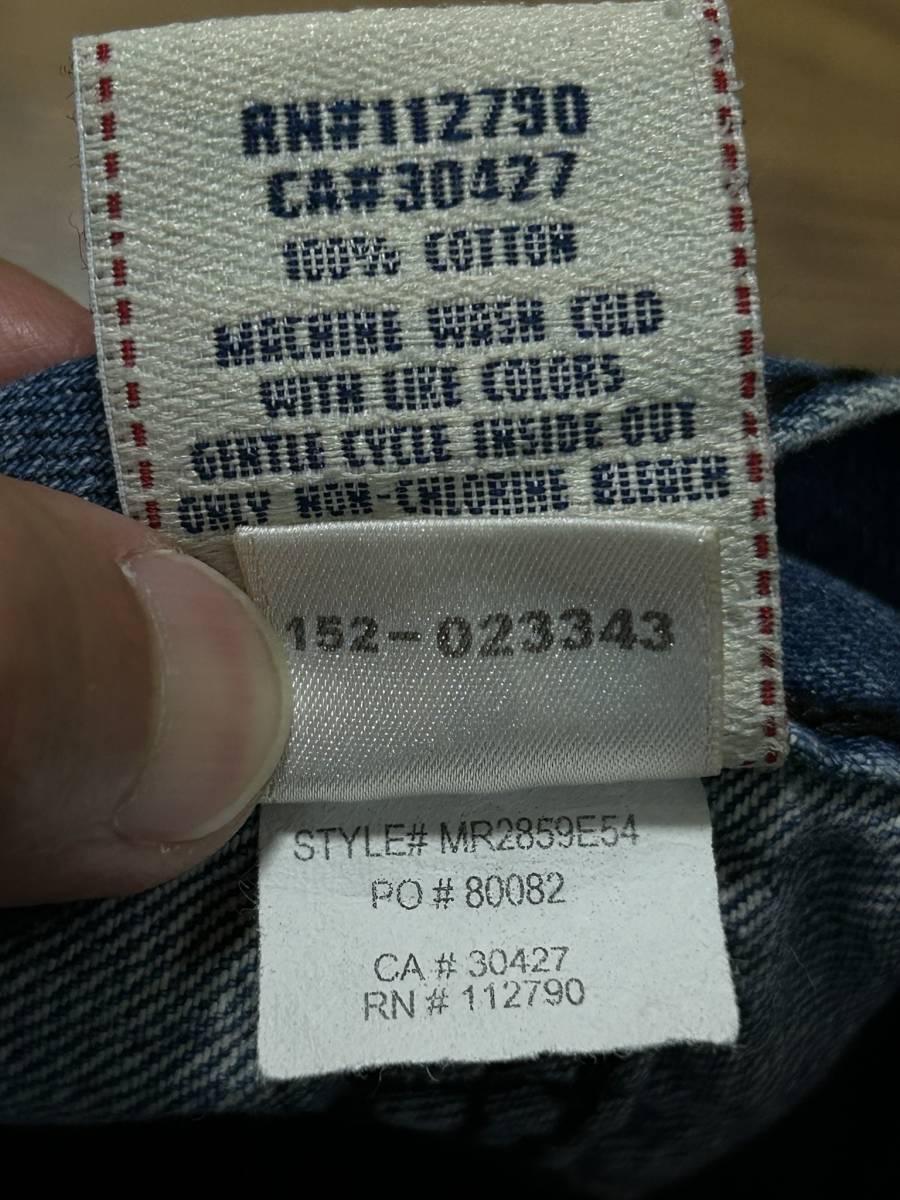 RN#112790
CA#30427
100% COTTON
MACHINE WASH COLD
WITH LIKE COLORS
GENTLE CYCLE INSIDE OUT
ONLY NON-CHLORINE BLEACH
152-023343
STYLE# MR2859E54
PO # 80082
CA # 30427
RN # 112790